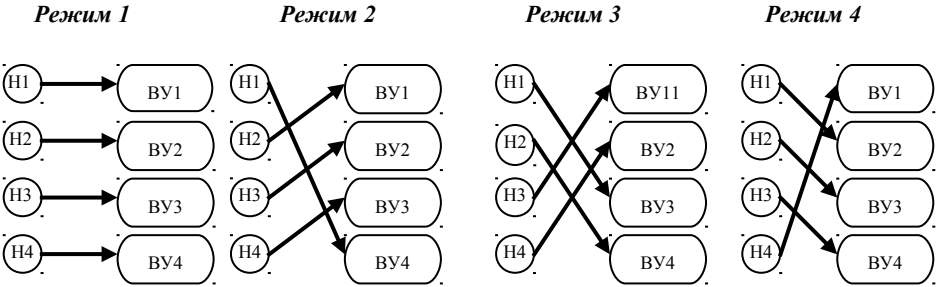 Режим 1 Режим 2 Режим 3 Режим 4
Н1 ВУ1 Н1 ВУ1 Н1 ВУ11 Н1 ВУ1
Н2 ВУ2 Н2 ВУ2 Н2 ВУ2 Н2 ВУ2
Н3 ВУ3 Н3 ВУ3 Н3 ВУ3 Н3 ВУ3
Н4 ВУ4 Н4 ВУ4 Н4 ВУ4 Н4 ВУ4